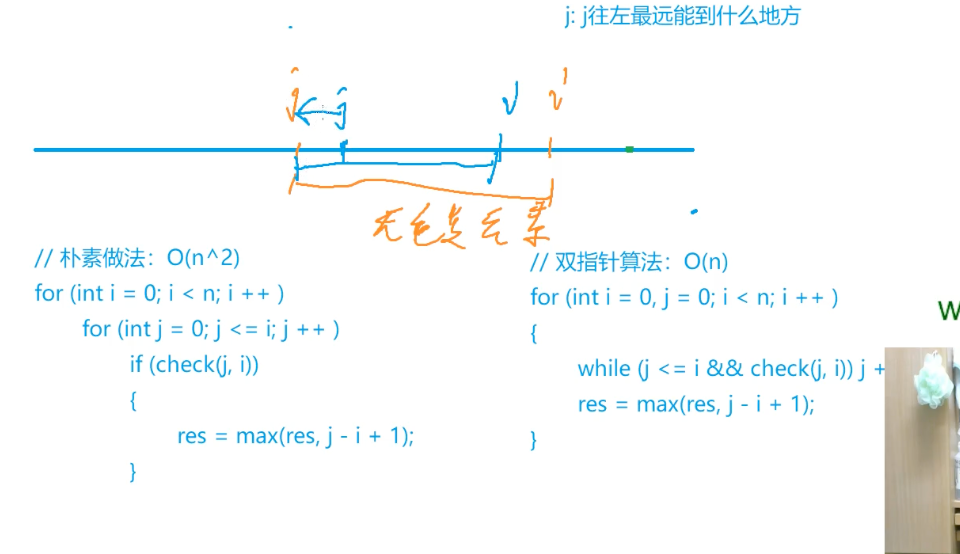 j: j往左最远能到什么地方
j
j
i
i'
无重复元素
// 朴素做法：O(n^2)
for (int i = 0; i < n; i ++ )
for (int j = 0; j <= i; j ++ )
if (check(j, i))
{
res = max(res, j - i + 1);
}
// 双指针算法：O(n)
for (int i = 0, j = 0; i < n; i ++ )
{
while (j <= i && check(j, i)) j +
res = max(res, j - i + 1);
}
W